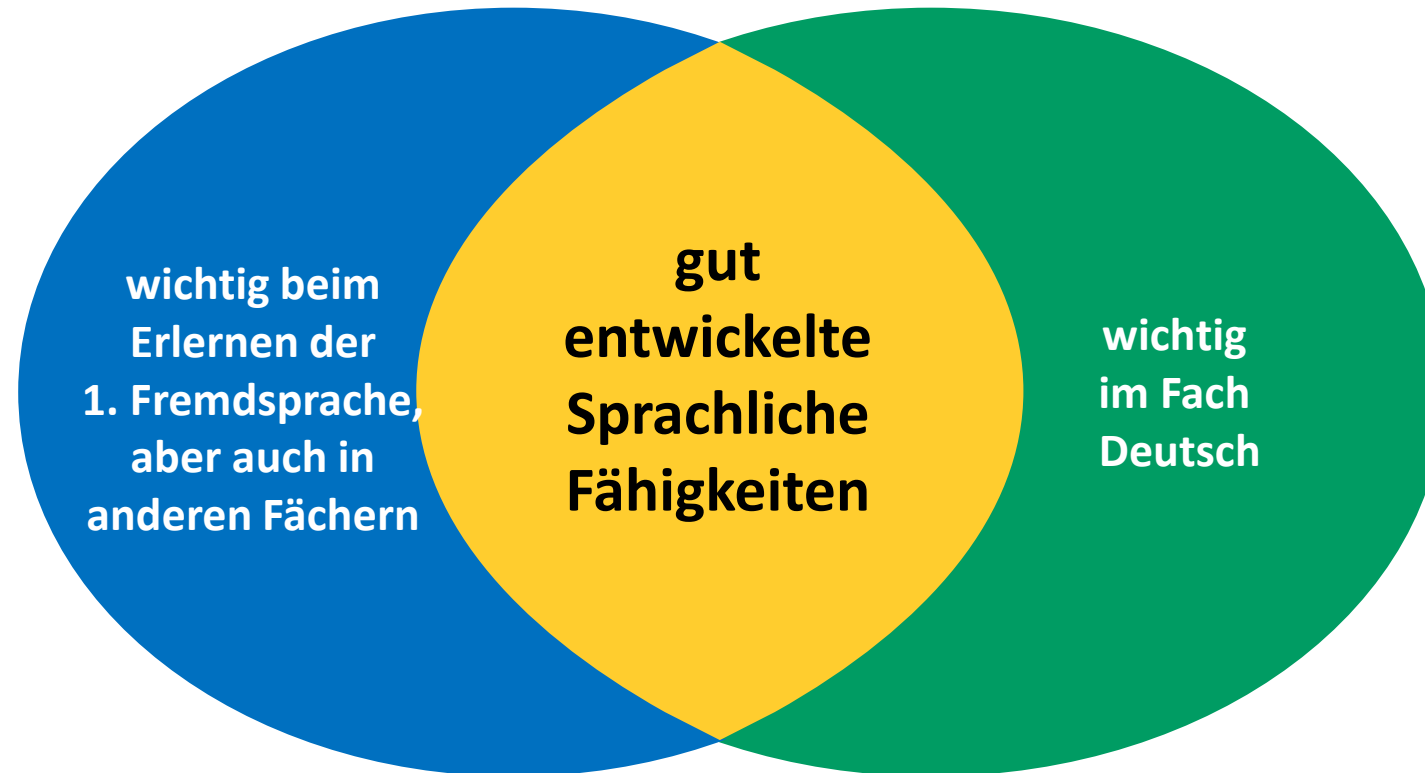 wichtig beim
Erlernen der
1. Fremdsprache,
aber auch in
anderen Fächern
gut
entwickelte
Sprachliche
Fähigkeiten
wichtig
im Fach
Deutsch